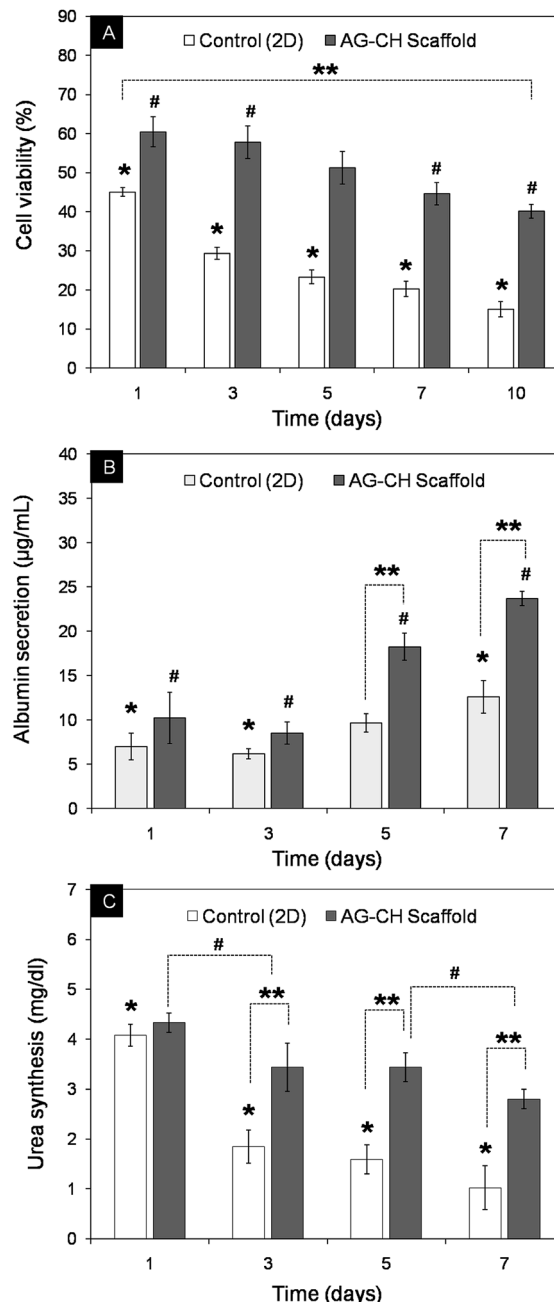 A
Control (2D) AG-CH Scaffold
**
# #
# #
* * * * *
Cell viability (%)
90
80
70
60
50
40
30
20
10
0
1 3 5 7 10
Time (days)
B
Control (2D) AG-CH Scaffold
** **
# # # #
* * *
Albumin secretion (µg/mL)
40
35
30
25
20
15
10
5
0
1 3 5 7
Time (days)
C
Control (2D) AG-CH Scaffold
# #
** ** **
* * * *
Urea synthesis (mg/dl)
7
6
5
4
3
2
1
0
1 3 5 7
Time (days)